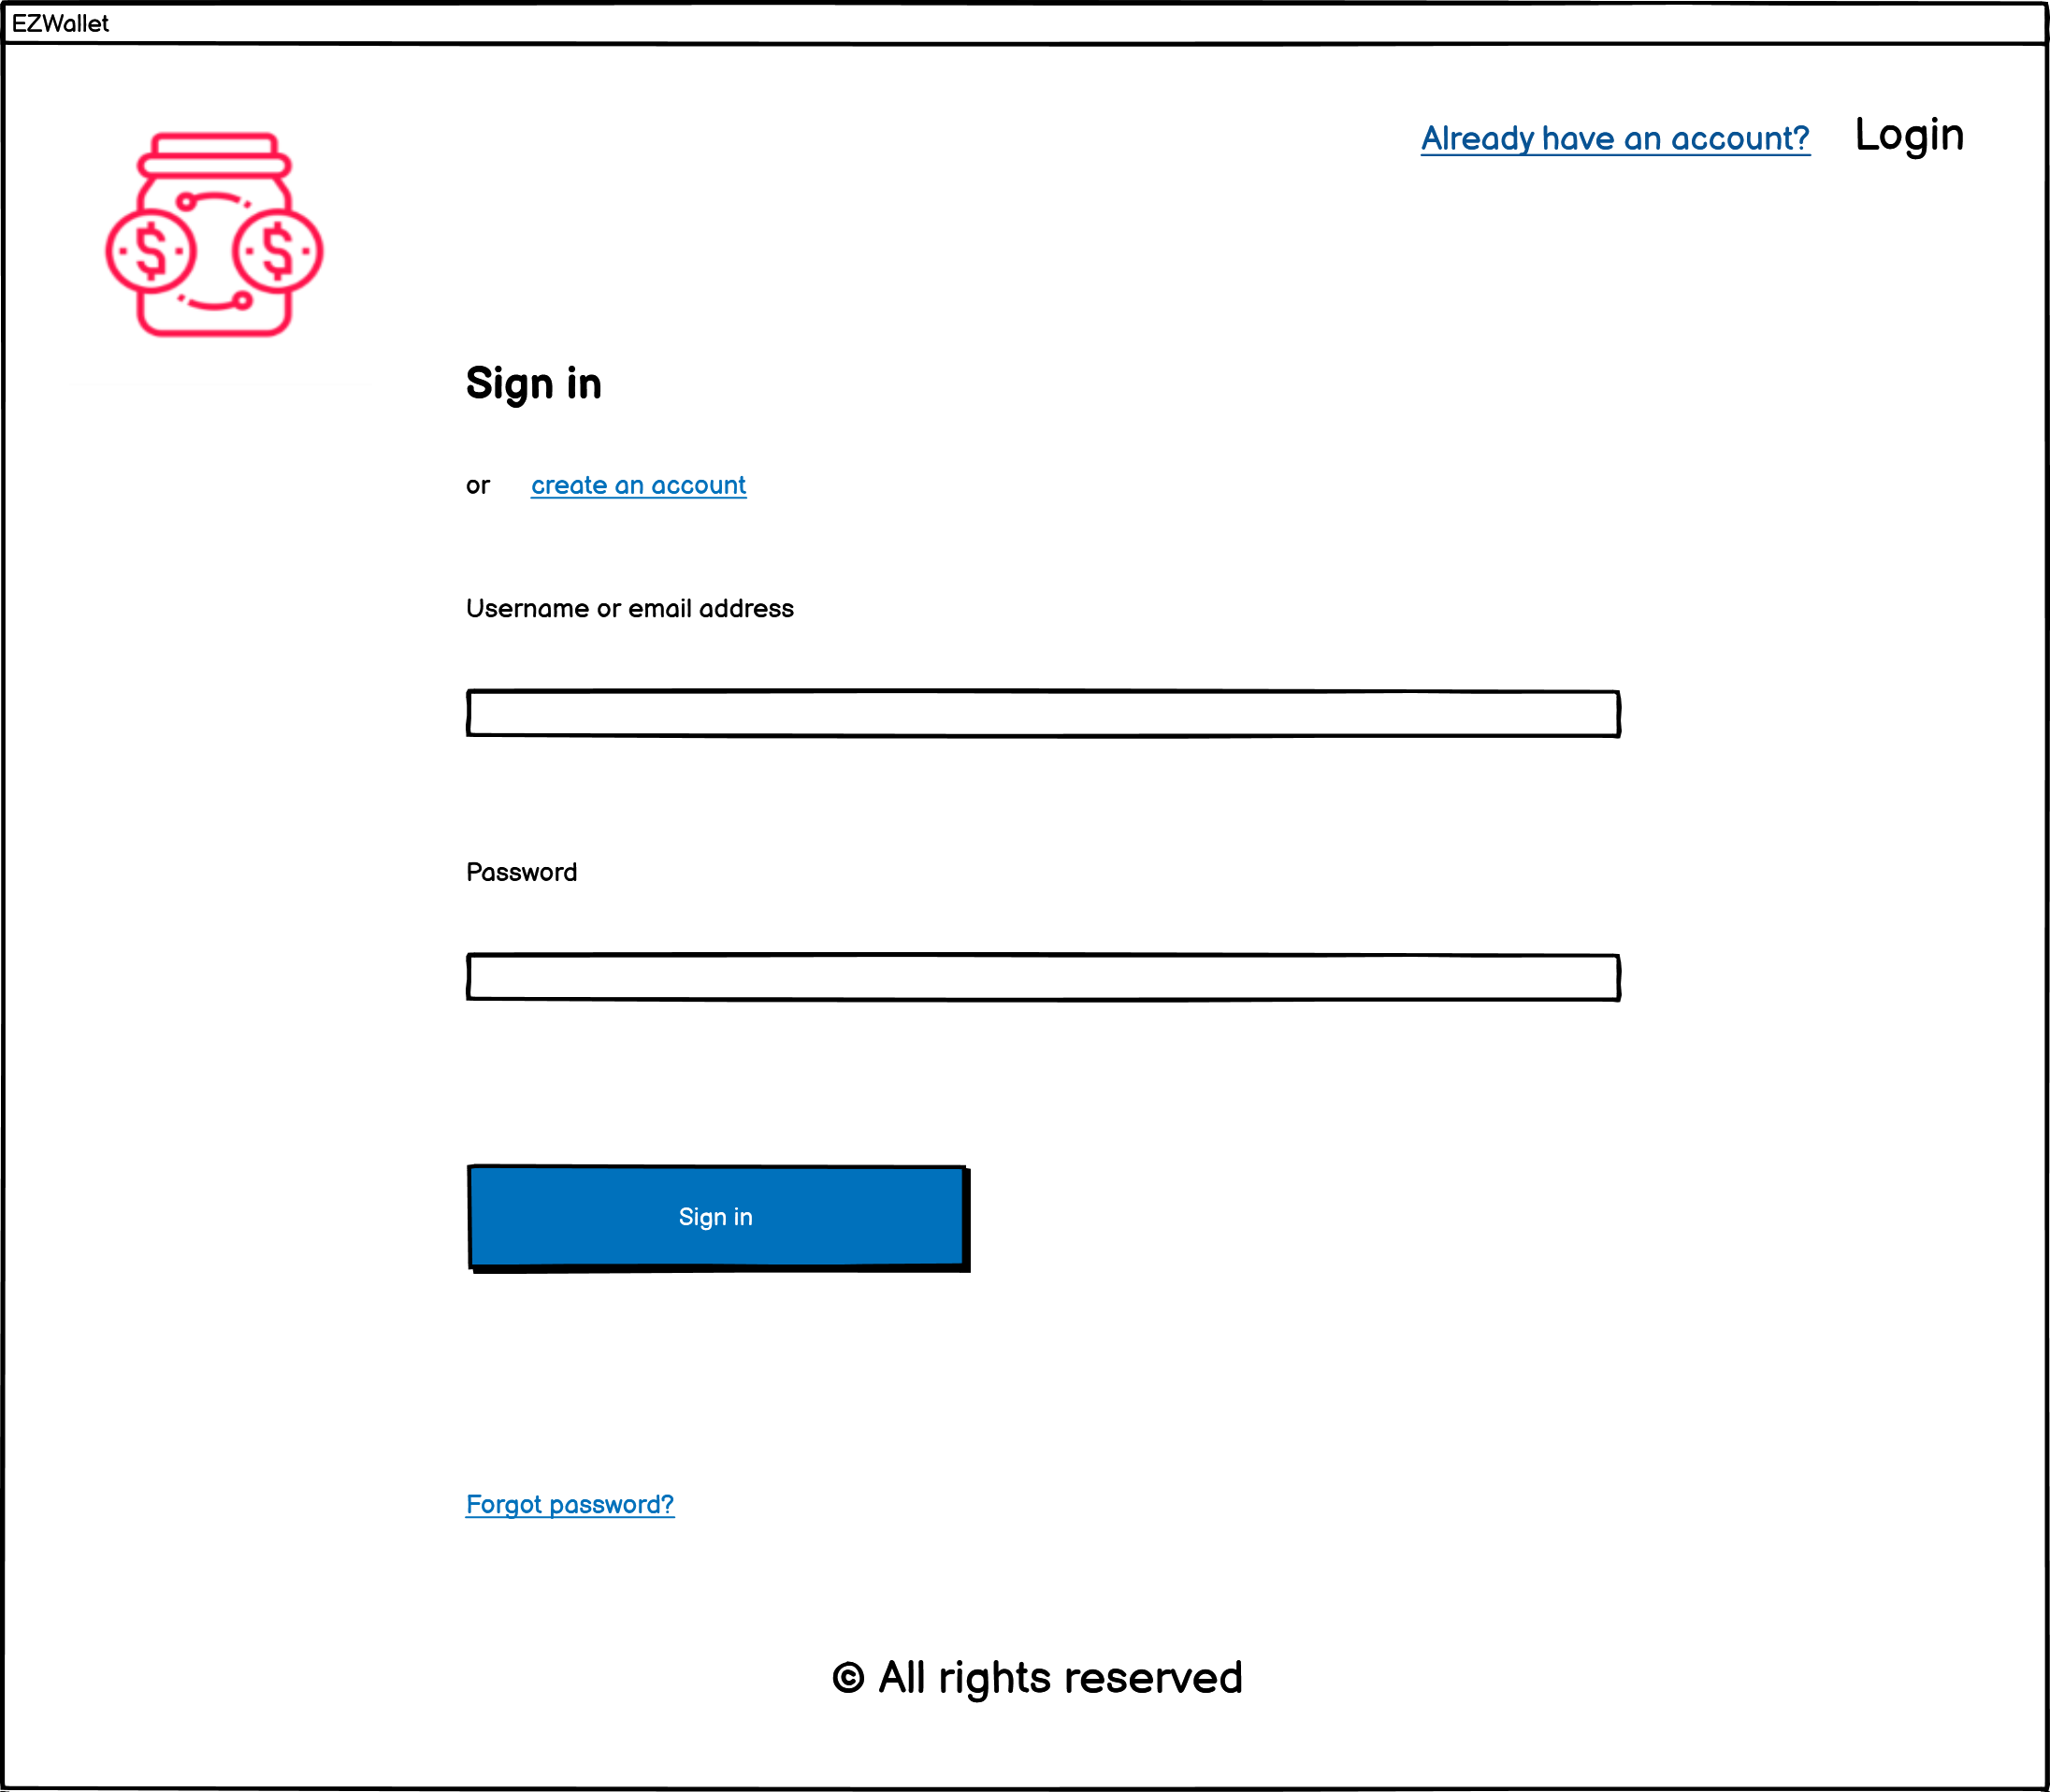 EZWallet
Already have an account? Login
$ $
Sign in
or create an account
Username or email address
Password
Sign in
Forgot password?
© All rights reserved